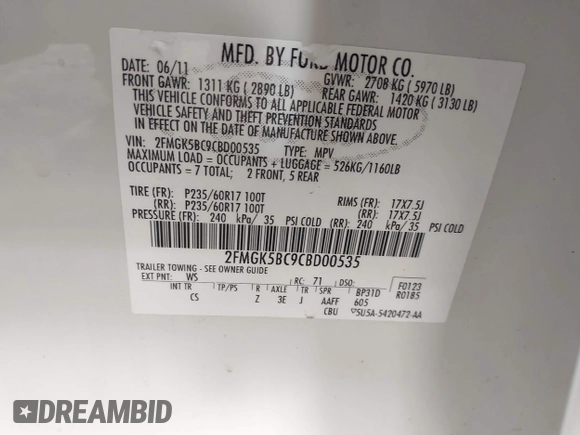 MFD. BY FORD MOTOR CO.
DATE: 06/11 GVWR: 2708 KG ( 5970 LB)
FRONT GAWR: 1311 KG ( 2890 LB) REAR GAWR: 1420 KG ( 3130 LB)
THIS VEHICLE CONFORMS TO ALL APPLICABLE FEDERAL MOTOR
VEHICLE SAFETY AND THEFT PREVENTION STANDARDS
IN EFFECT ON THE DATE OF MANUFACTURE SHOWN ABOVE.
VIN: 2FMGK5BC9CBD00535 TYPE: MPV
MAXIMUM LOAD = OCCUPANTS + LUGGAGE = 526KG/1160LB
OCCUPANTS = 7 TOTAL; 2 FRONT, 5 REAR
TIRE (FR): P235/60R17 100T RIMS (FR): 17X7.5J
(RR): P235/60R17 100T (RR): 17X7.5J
PRESSURE (FR): 240 kPa/ 35 PSI COLD (RR): 240 kPa/ 35 PSI COLD
2FMGK5BC9CBD00535
TRAILER TOWING - SEE OWNER GUIDE
EXT PNT: WS RC: 71 DSO: F0123
INT TR TP/PS R AXLE TR SPR BP31D R01B5
CS Z 3E J AAFF 605
CBU 5U5A-5420472-AA
DREAMBID